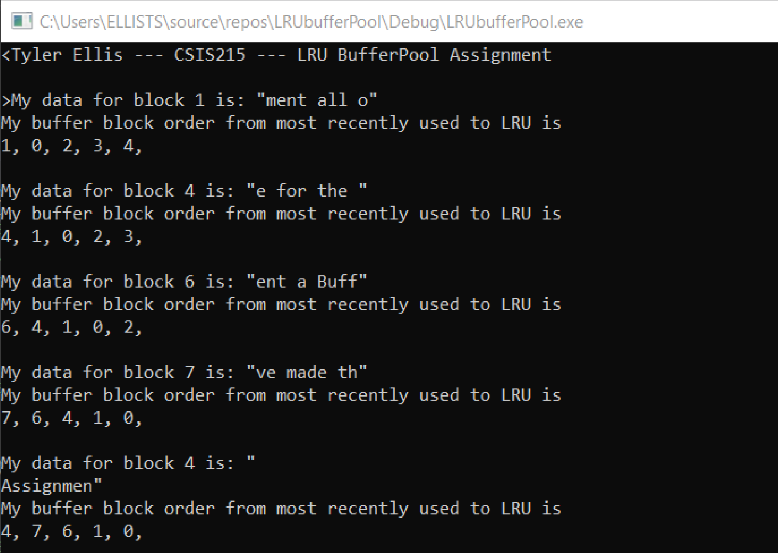 C:\Users\ELLISTS\source\repos\LRUbufferPool\Debug\LRUbufferPool.exe
<Tyler Ellis --- CSIS215 --- LRU BufferPool Assignment
>My data for block 1 is: "ment all o"
My buffer block order from most recently used to LRU is
1, 0, 2, 3, 4,
My data for block 4 is: "e for the "
My buffer block order from most recently used to LRU is
4, 1, 0, 2, 3,
My data for block 6 is: "ent a Buff"
My buffer block order from most recently used to LRU is
6, 4, 1, 0, 2,
My data for block 7 is: "ve made th"
My buffer block order from most recently used to LRU is
7, 6, 4, 1, 0,
My data for block 4 is: "
Assignmen"
My buffer block order from most recently used to LRU is
4, 7, 6, 1, 0,